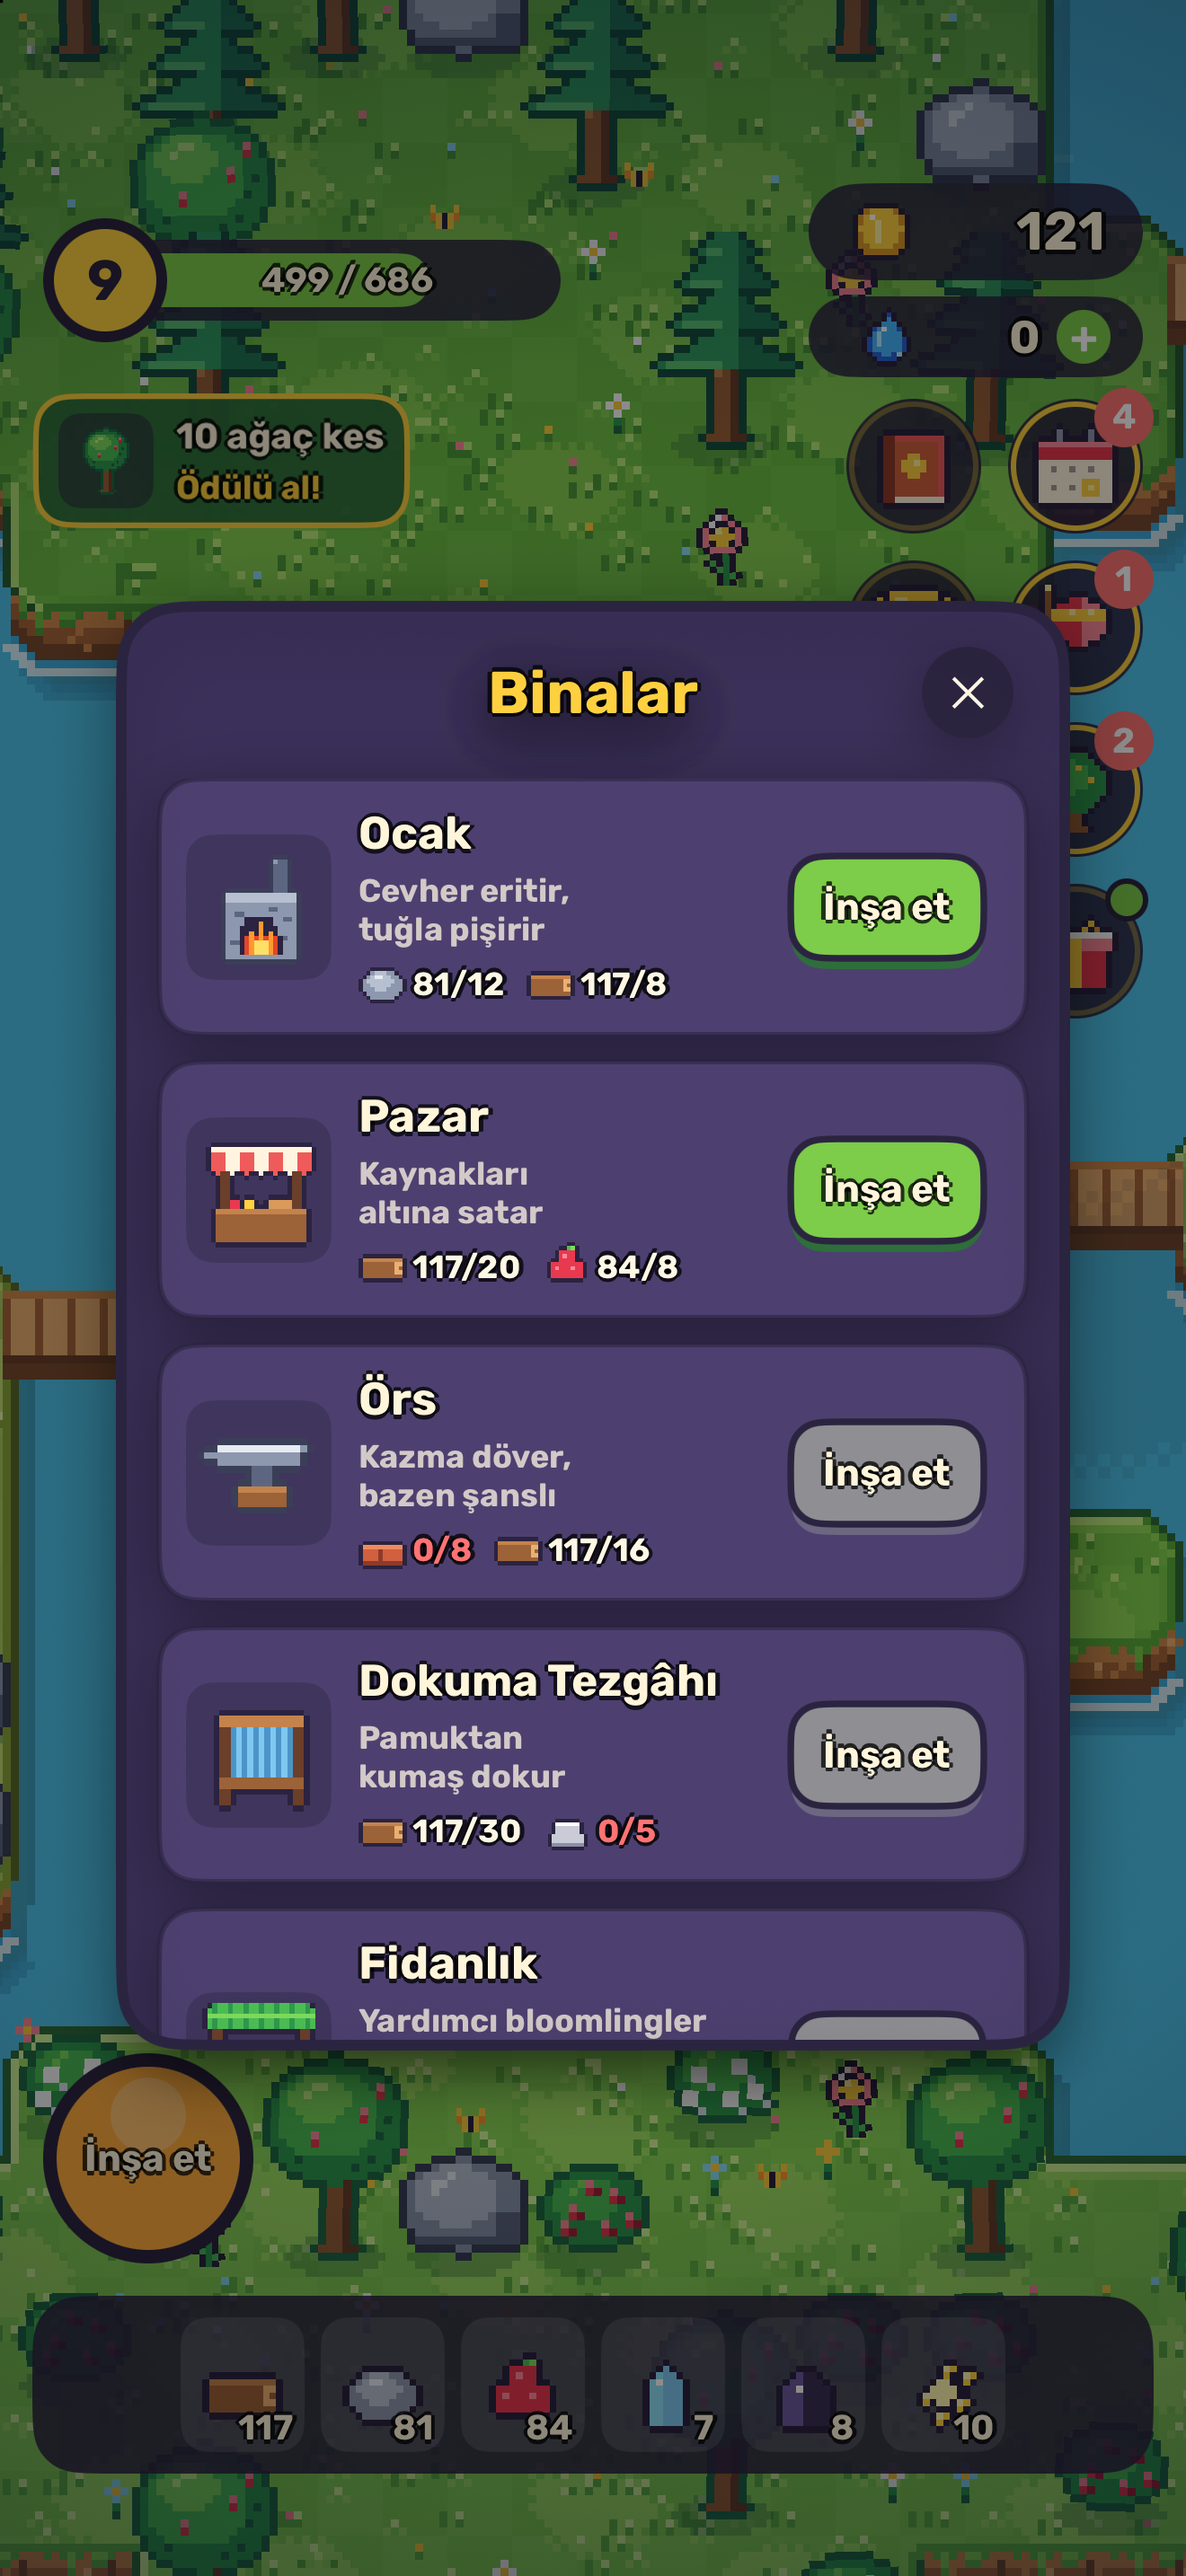 121
9
499 / 686
0 +
10 ağaç kes
Ödülü al!
4
1
2
Binalar
Ocak
Cevher eritir,
tuğla pişirir
81/12 117/8
İnşa et
Pazar
Kaynakları
altına satar
117/20 84/8
İnşa et
Örs
Kazma döver,
bazen şanslı
0/8 117/16
İnşa et
Dokuma Tezgâhı
Pamuktan
kumaş dokur
117/30 0/5
İnşa et
Fidanlık
Yardımcı bloomlingler
İnşa et
117 81 84 7 8 10